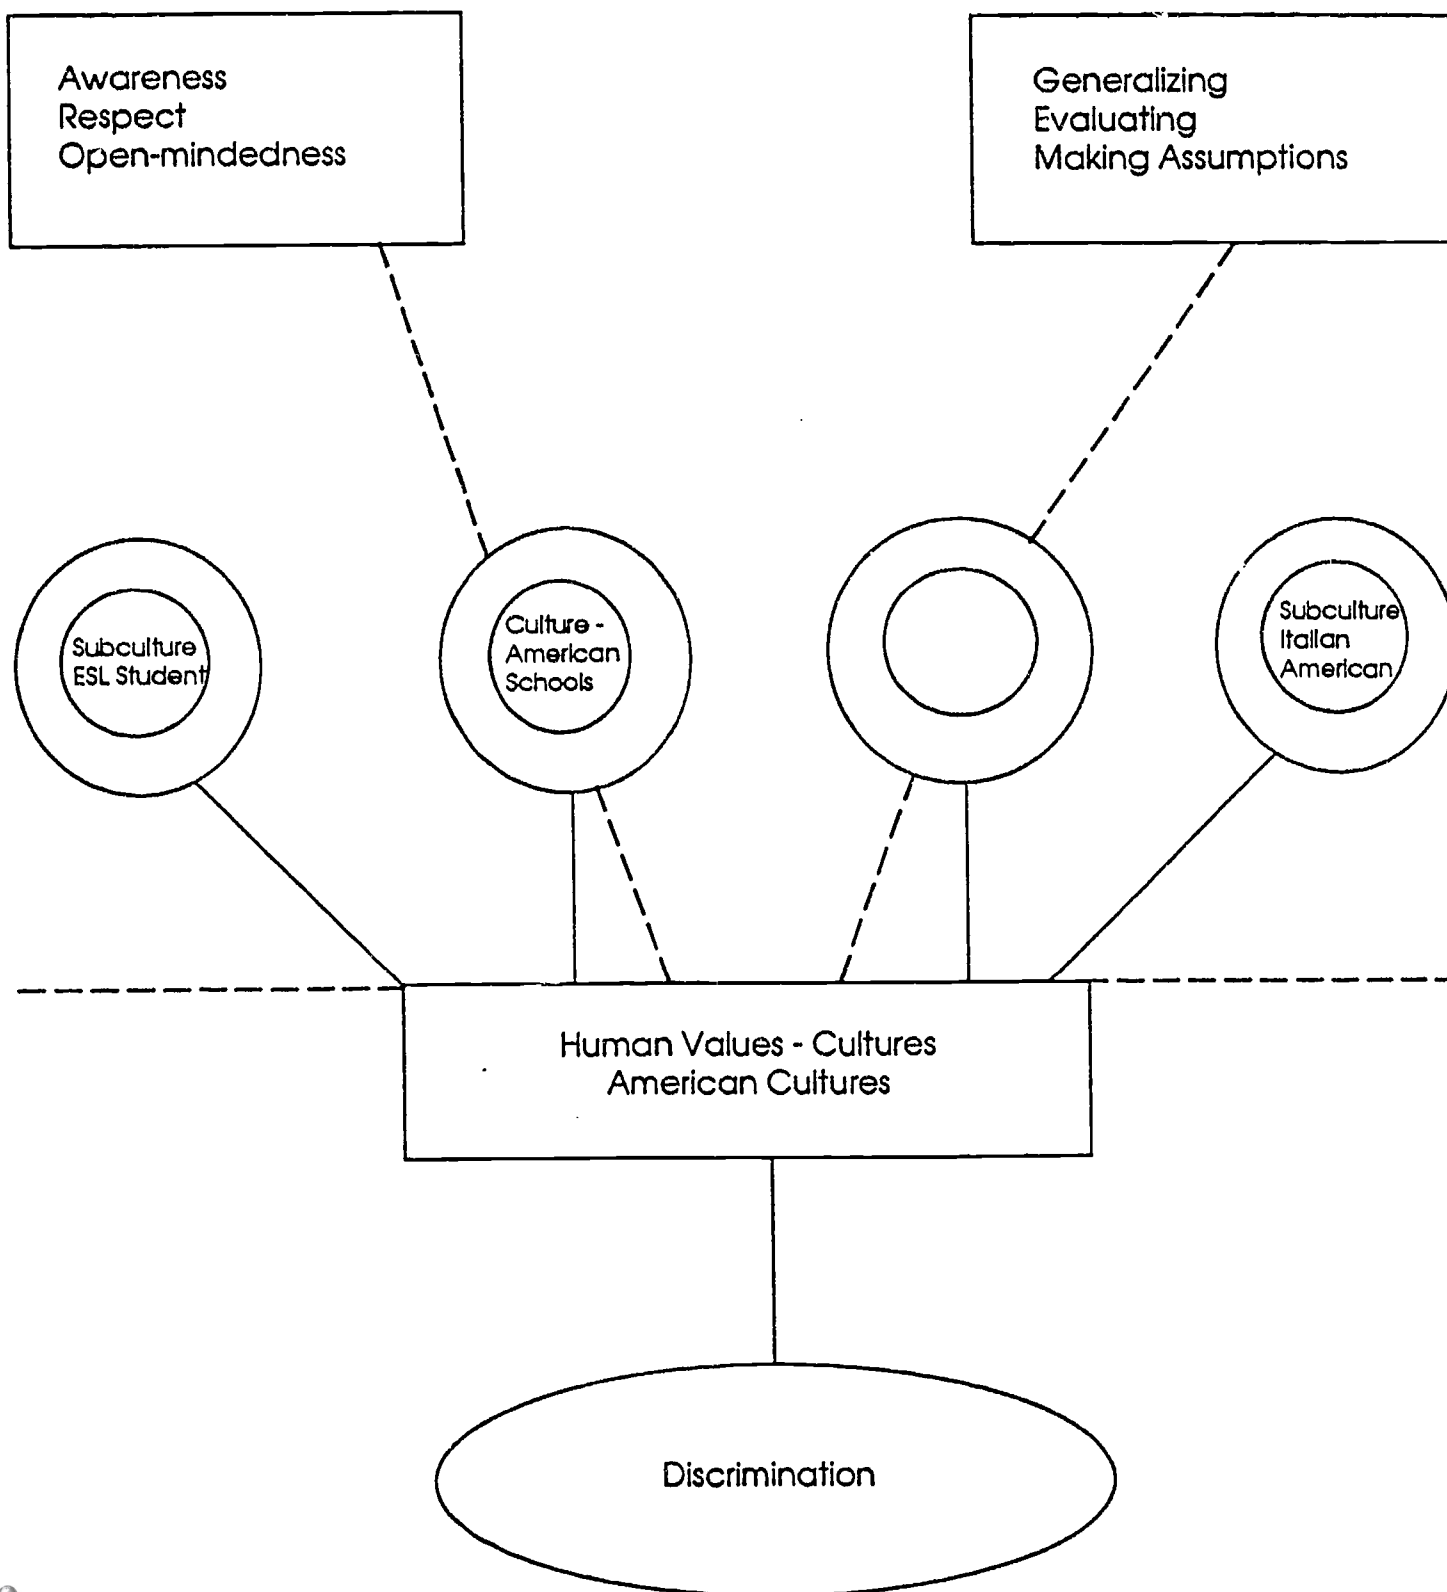 Awareness
Respect
Open-mindedness
Generalizing
Evaluating
Making Assumptions
Subculture
ESL Student
Culture -
American
Schools
Subculture
Italian
American
Human Values - Cultures
American Cultures
Discrimination